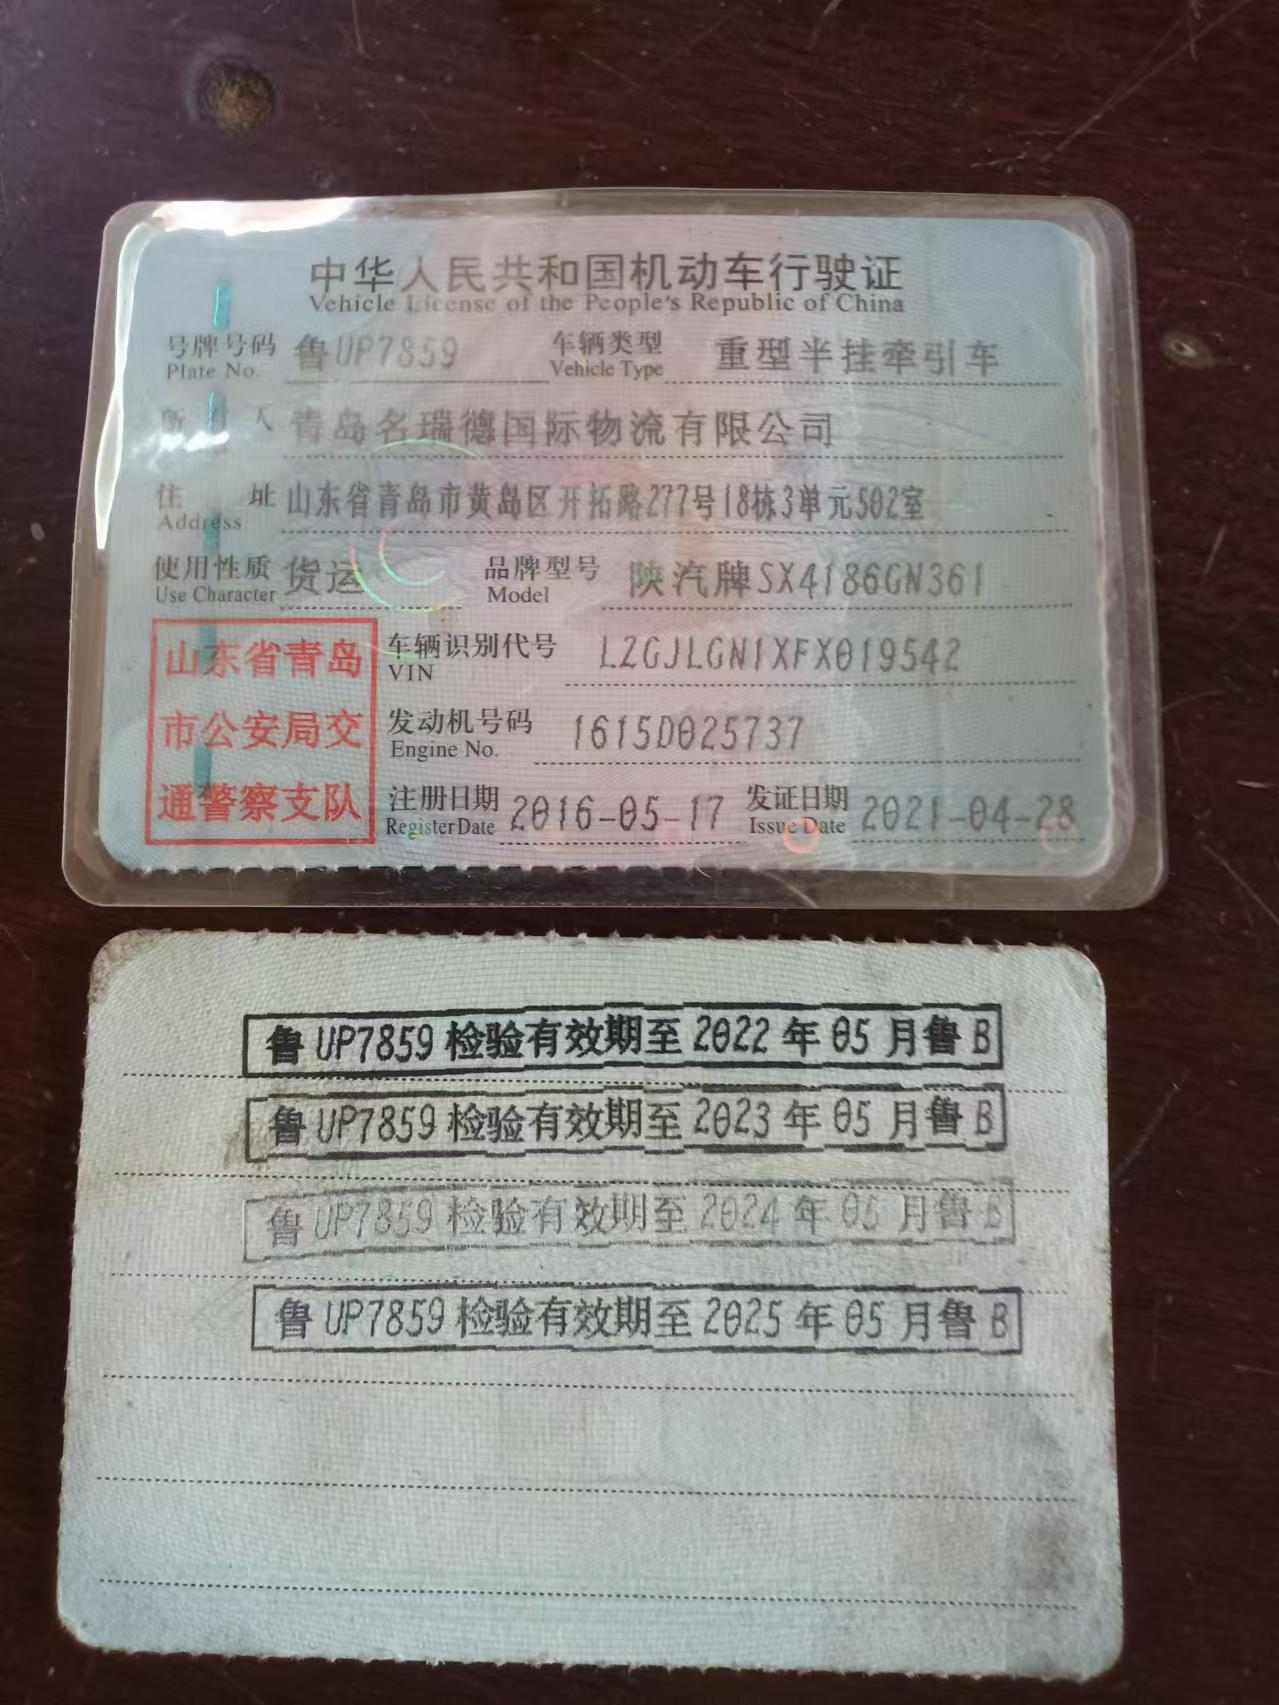 中华人民共和国机动车行驶证
Vehicle License of the People's Republic of China
号牌号码 鲁UP7859 车辆类型 重型半挂牵引车
Plate No. Vehicle Type
所有人 青岛名瑞德国际物流有限公司
住址 山东省青岛市黄岛区开拓路277号18栋3单元502室
Address
使用性质 货运 品牌型号 陕汽牌SX4186GN361
Use Character Model
山东省青岛
市公安局交
通警察支队
车辆识别代号 LZGJLGN1XFX019542
VIN
发动机号码 1615D025737
Engine No.
注册日期 2016-05-17 发证日期 2021-04-28
Register Date Issue Date
鲁UP7859检验有效期至2022年05月鲁B
鲁UP7859检验有效期至2023年05月鲁B
鲁UP7859检验有效期至2024年05月鲁B
鲁UP7859检验有效期至2025年05月鲁B